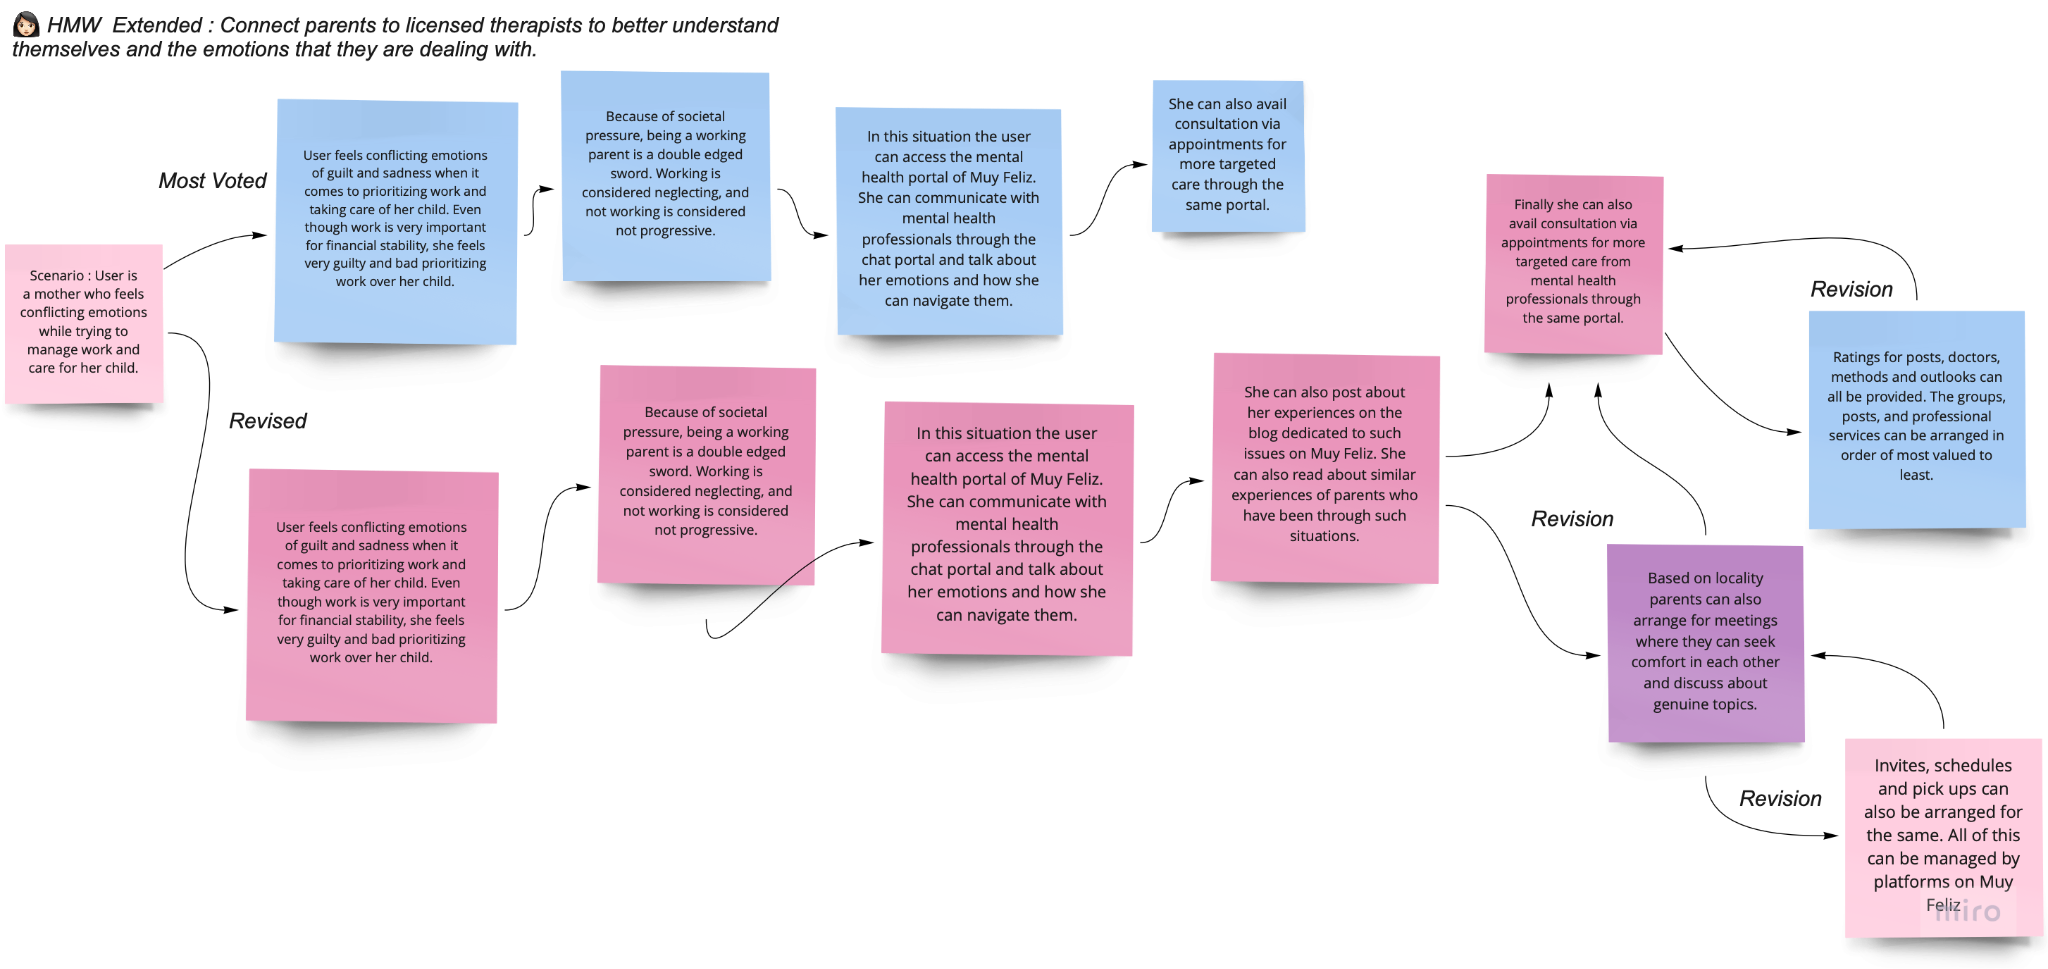 HMW Extended : Connect parents to licensed therapists to better understand
themselves and the emotions that they are dealing with.
Most Voted
User feels conflicting emotions
of guilt and sadness when it
comes to prioritizing work and
taking care of her child. Even
though work is very important
for financial stability, she feels
very guilty and bad prioritizing
work over her child.
Because of societal
pressure, being a working
parent is a double edged
sword. Working is
considered neglecting, and
not working is considered
not progressive.
In this situation the user
can access the mental
health portal of Muy Feliz.
She can communicate with
mental health
professionals through the
chat portal and talk about
her emotions and how she
can navigate them.
She can also avail
consultation via
appointments for
more targeted
care through the
same portal.
Scenario : User is
a mother who feels
conflicting emotions
while trying to
manage work and
care for her child.
Revised
User feels conflicting emotions
of guilt and sadness when it
comes to prioritizing work and
taking care of her child. Even
though work is very important
for financial stability, she feels
very guilty and bad prioritizing
work over her child.
Because of societal
pressure, being a working
parent is a double edged
sword. Working is
considered neglecting, and
not working is considered
not progressive.
In this situation the user
can access the mental
health portal of Muy Feliz.
She can communicate with
mental health
professionals through the
chat portal and talk about
her emotions and how she
can navigate them.
She can also post about
her experiences on the
blog dedicated to such
issues on Muy Feliz. She
can also read about similar
experiences of parents who
have been through such
situations.
Finally she can also
avail consultation via
appointments for more
targeted care from
mental health
professionals through
the same portal.
Revision
Ratings for posts, doctors,
methods and outlooks can
all be provided. The groups,
posts, and professional
services can be arranged in
order of most valued to
least.
Revision
Based on locality
parents can also
arrange for meetings
where they can seek
comfort in each other
and discuss about
genuine topics.
Revision
Invites, schedules
and pick ups can
also be arranged for
the same. All of this
can be managed by
platforms on Muy
Feliz
miro